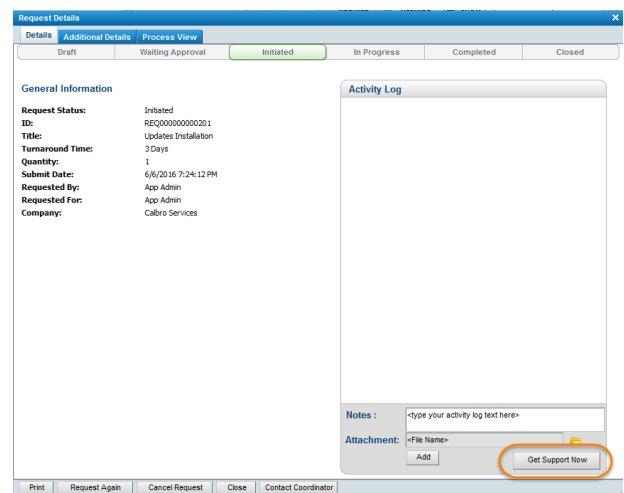 Request Details x
Details Additional Details Process View
Draft Waiting Approval Initiated In Progress Completed Closed
General Information
Request Status: Initiated
ID: REQ000000000201
Title: Updates Installation
Turnaround Time: 3 Days
Quantity: 1
Submit Date: 6/6/2016 7:24:12 PM
Requested By: App Admin
Requested For: App Admin
Company: Calbro Services
Activity Log
Notes : <type your activity log text here>
Attachment: <File Name>
Add Get Support Now
Print Request Again Cancel Request Close Contact Coordinator